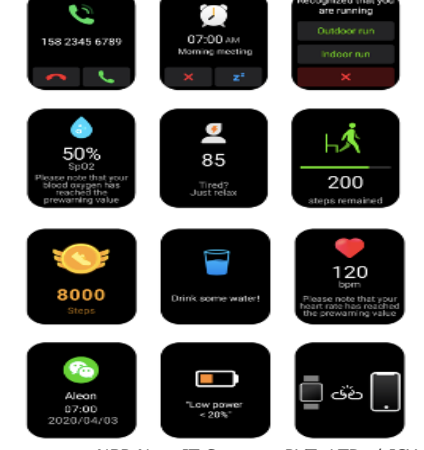 158 2345 6789
07:00 AM
Morning meeting
Recognized that you
are running
Outdoor run
Indoor run
50%
SpO2
Please note that your
blood oxygen has
reached the
prewarning value
85
Tired?
Just relax
200
steps remained
8000
Steps
Drink some water!
120
bpm
Please note that your
heart rate has reached
the prewarning value
Aleon
07:00
2020/04/03
"Low power
< 20%"